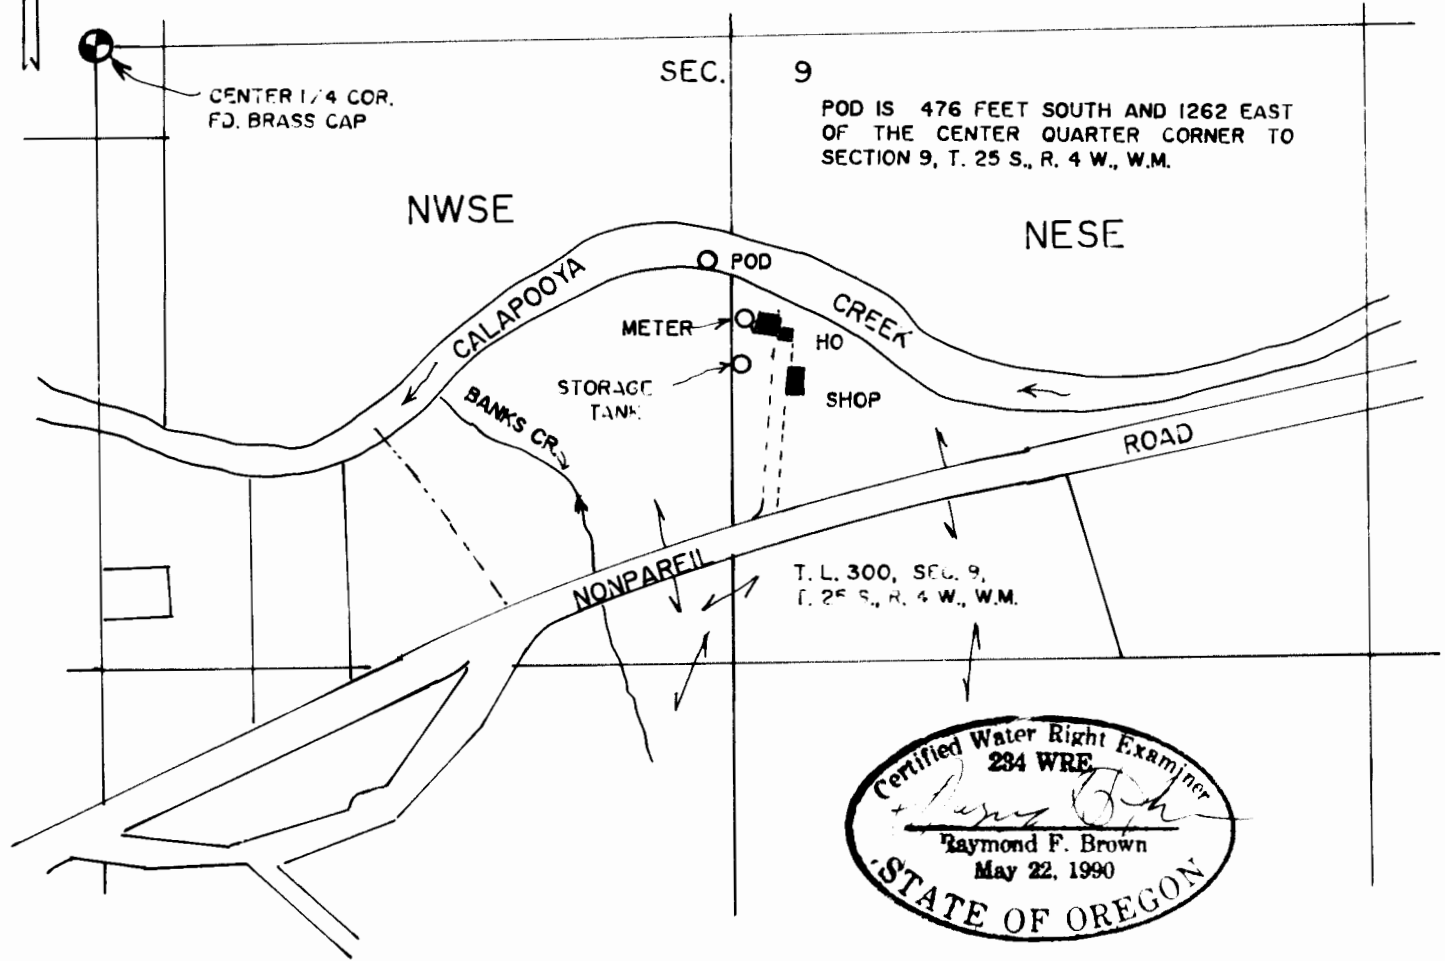 SEC. 9
CENTER 1/4 COR.
FD. BRASS CAP
POD IS 476 FEET SOUTH AND 1262 EAST
OF THE CENTER QUARTER CORNER TO
SECTION 9, T. 25 S., R. 4 W., W.M.
NWSE
NESE
POD
CALAPOOYA
CREEK
METER
HO
STORAGE
TANK
SHOP
BANKS CR.
ROAD
NONPAREIL
T. L. 300, SEC. 9,
T. 25 S., R. 4 W., W.M.
Certified Water Right Examiner
234 WRE
Raymond F. Brown
May 22, 1990
STATE OF OREGON